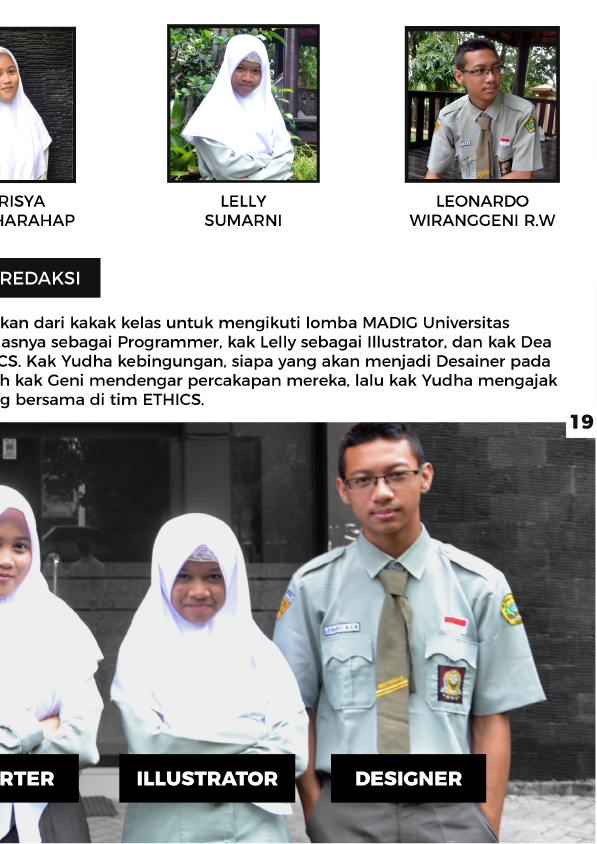 RISYA
HARAHAP
LELLY
SUMARNI
LEONARDO
WIRANGGENI R.W
REDAKSI
kan dari kakak kelas untuk mengikuti lomba MADIG Universitas
asnya sebagai Programmer, kak Lelly sebagai Illustrator, dan kak Dea
CS. Kak Yudha kebingungan, siapa yang akan menjadi Desainer pada
h kak Geni mendengar percakapan mereka, lalu kak Yudha mengajak
g bersama di tim ETHICS.
19
RTER
ILLUSTRATOR
DESIGNER